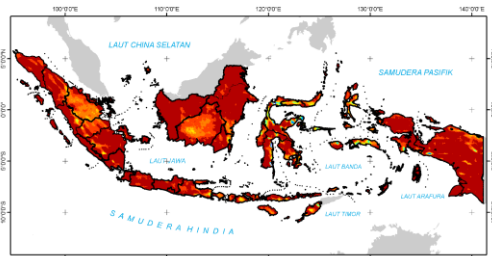 100°0'0"E 110°0'0"E 120°0'0"E 130°0'0"E 140°0'0"E
LAUT CHINA SELATAN
SAMUDERA PASIFIK
LAUT JAWA
LAUT BANDA
LAUT ARAFURA
LAUT TIMOR
SAMUDERA HINDIA